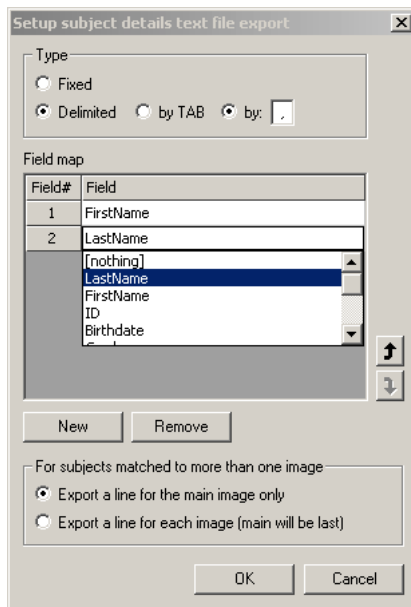 Setup subject details text file export
Type
Fixed
Delimited by TAB by: ,
Field map
Field# Field
1 FirstName
2 LastName
[nothing]
LastName
FirstName
ID
Birthdate
New Remove
For subjects matched to more than one image
Export a line for the main image only
Export a line for each image (main will be last)
OK Cancel